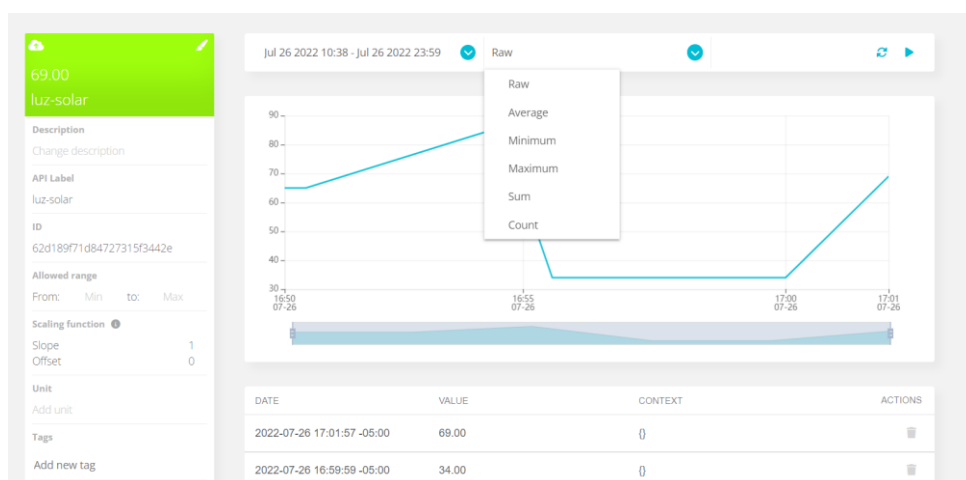 69.00
luz-solar
Description
Change description
API Label
luz-solar
ID
62d189f71d84727315f3442e
Allowed range
From: Min to: Max
Scaling function
Slope 1
Offset 0
Unit
Add unit
Tags
Add new tag
Jul 26 2022 10:38 - Jul 26 2022 23:59
Raw
Raw
Average
Minimum
Maximum
Sum
Count
90
80
70
60
50
40
30
16:50
07-26
16:55
07-26
17:00
07-26
17:01
07-26
DATE VALUE CONTEXT ACTIONS
2022-07-26 17:01:57 -05:00 69.00 {}
2022-07-26 16:59:59 -05:00 34.00 {}